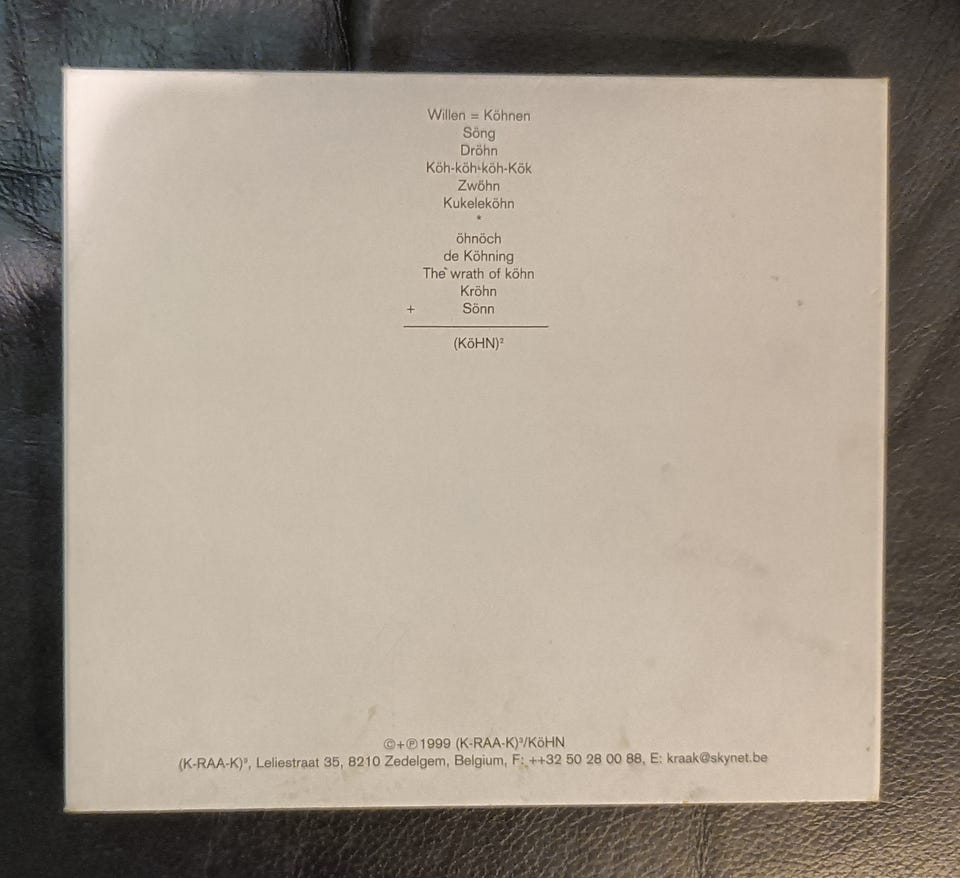 Willen = Köhnen
Söng
Dröhn
Köh-köh-köh-Kök
Zwöhn
Kukeleköhn
*
öhnöch
de Köhning
The wrath of köhn
Kröhn
+ Sönn
(KöHN)²
©+℗1999 (K-RAA-K)³/KöHN
(K-RAA-K)³, Leliestraat 35, 8210 Zedelgem, Belgium, F: ++32 50 28 00 88, E: kraak@skynet.be